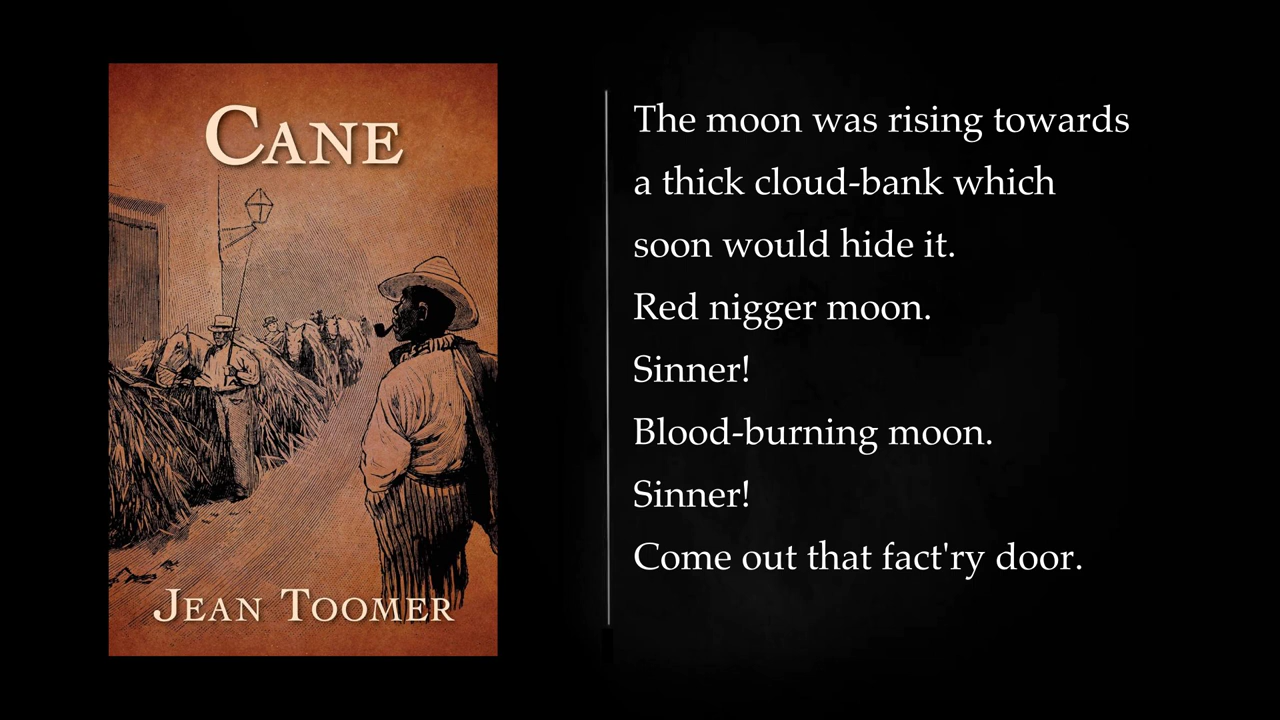 CANE
JEAN TOOMER
The moon was rising towards
a thick cloud-bank which
soon would hide it.
Red nigger moon.
Sinner!
Blood-burning moon.
Sinner!
Come out that fact'ry door.